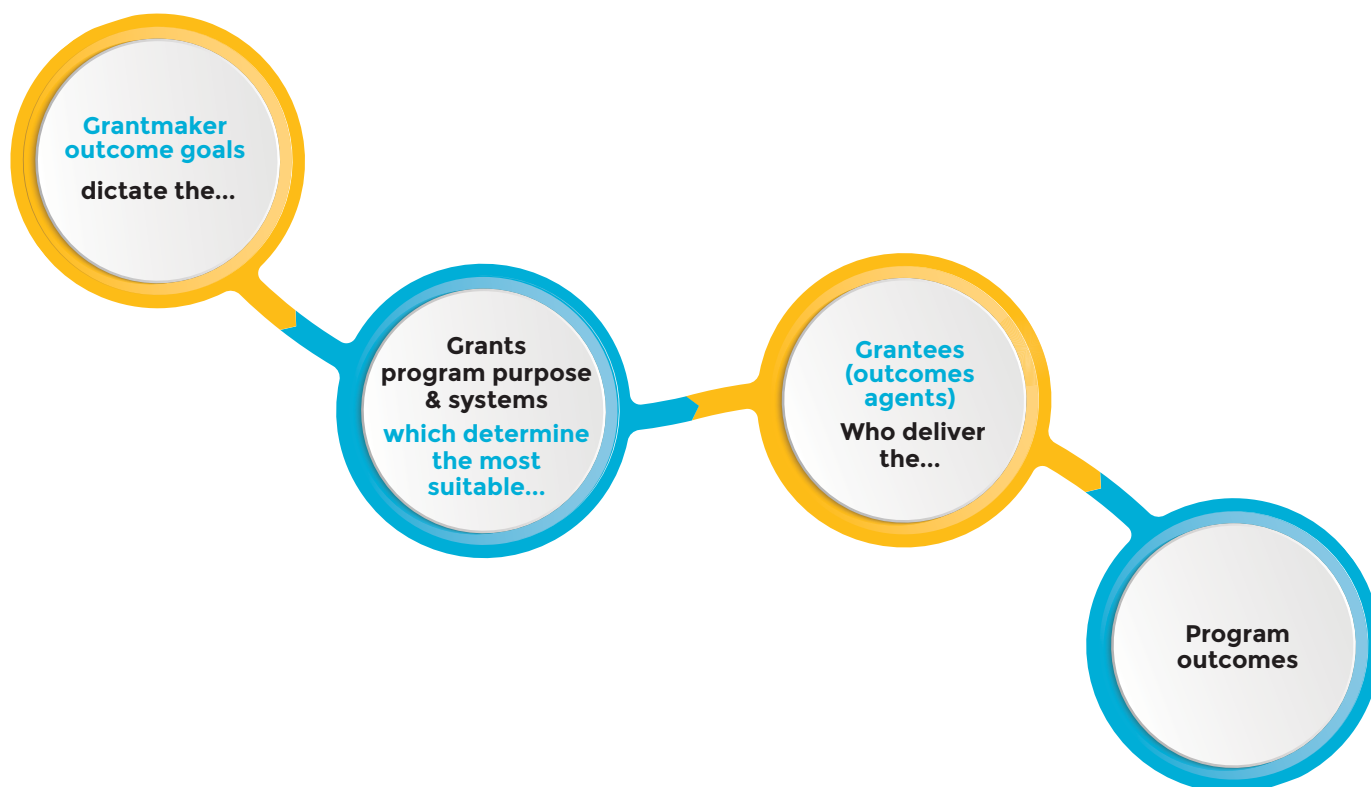 Grantmaker
outcome goals
dictate the...
Grants
program purpose
& systems
which determine
the most
suitable...
Grantees
(outcomes
agents)
Who deliver
the...
Program
outcomes